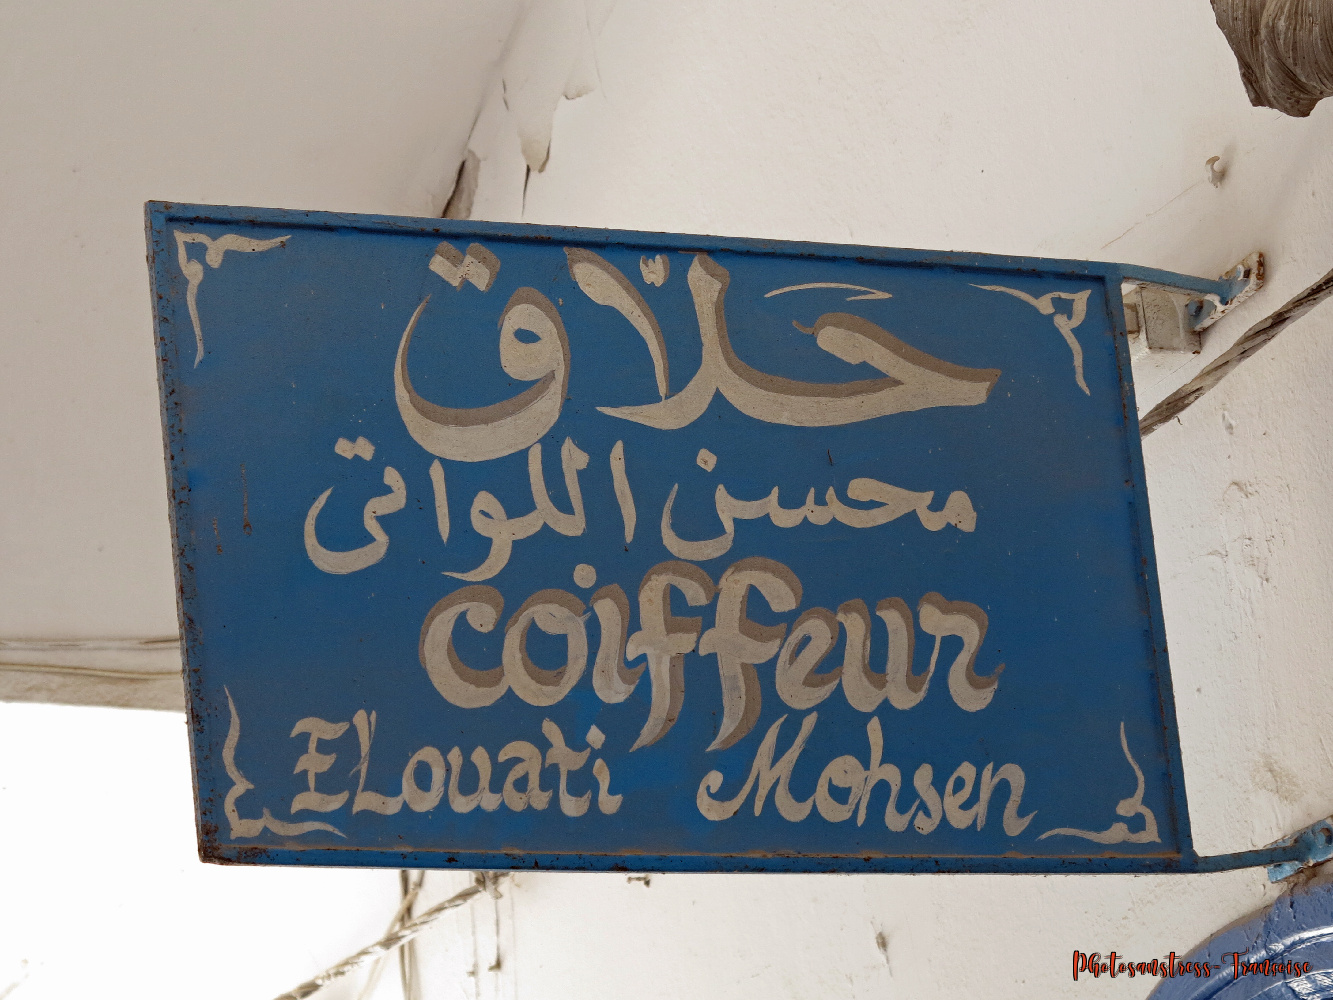 حلاق
محسن اللواتي
coiffeur
ELouati Mohsen
Photosanstress-Françoise